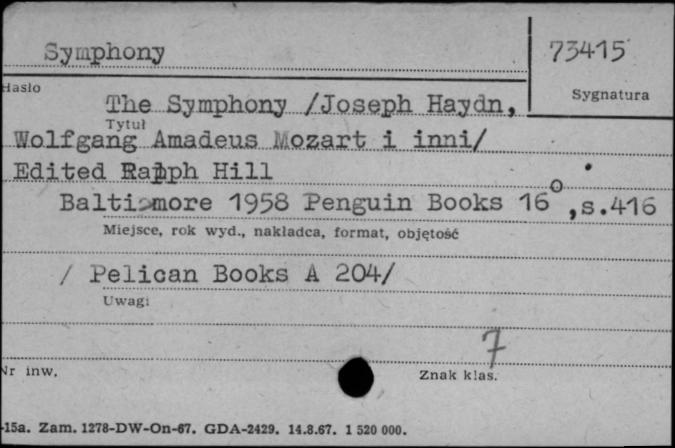 Symphony
73415
Hasło
Sygnatura
The Symphony /Joseph Haydn,
Tytuł
Wolfgang Amadeus Mozart i inni/
Edited Ralph Hill
Baltimore 1958 Penguin Books 16°,s.416
Miejsce, rok wyd., nakładca, format, objętość
/ Pelican Books A 204/
Uwagi
7
Nr inw.
Znak klas.
-15a. Zam. 1278-DW-On-67. GDA-2429. 14.8.67. 1 520 000.